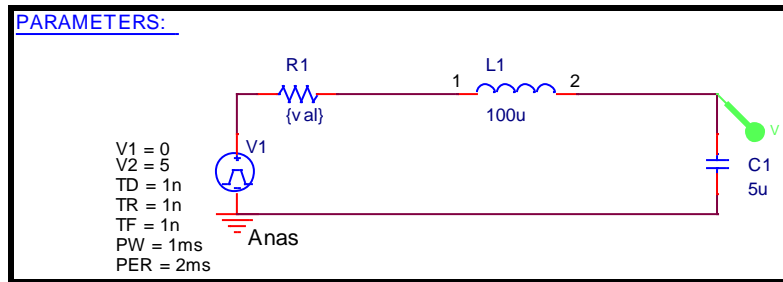 PARAMETERS:
R1
{val}
L1
1
2
100u
V
V1
V1 = 0
V2 = 5
TD = 1n
TR = 1n
TF = 1n
PW = 1ms
PER = 2ms
C1
5u
Anas